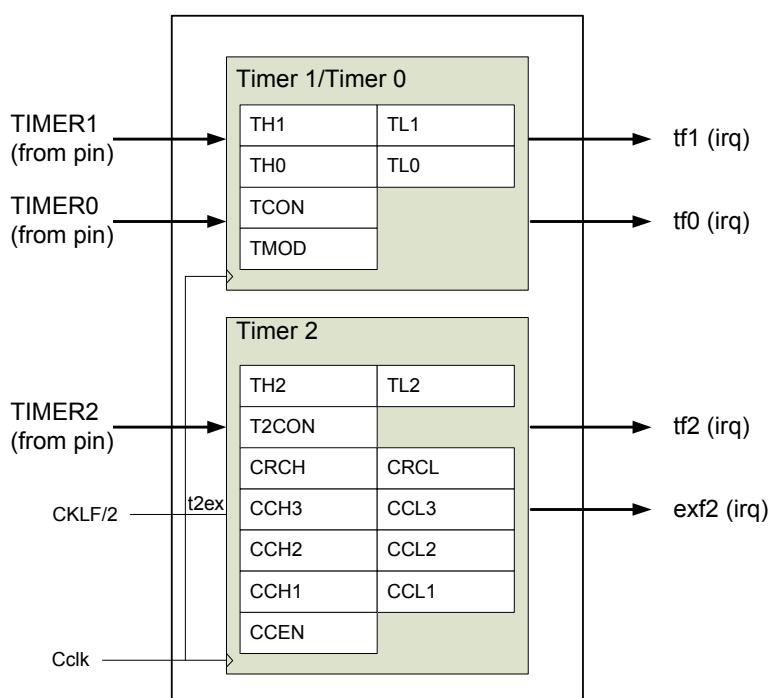 Timer 1/Timer 0
TIMER1
(from pin)
TH1 TL1
tf1 (irq)
TH0 TL0
TIMER0
(from pin)
TCON
tf0 (irq)
TMOD
Timer 2
TH2 TL2
TIMER2
(from pin)
T2CON
tf2 (irq)
CRCH CRCL
CKLF/2
t2ex
CCH3 CCL3
exf2 (irq)
CCH2 CCL2
CCH1 CCL1
CCEN
Cclk